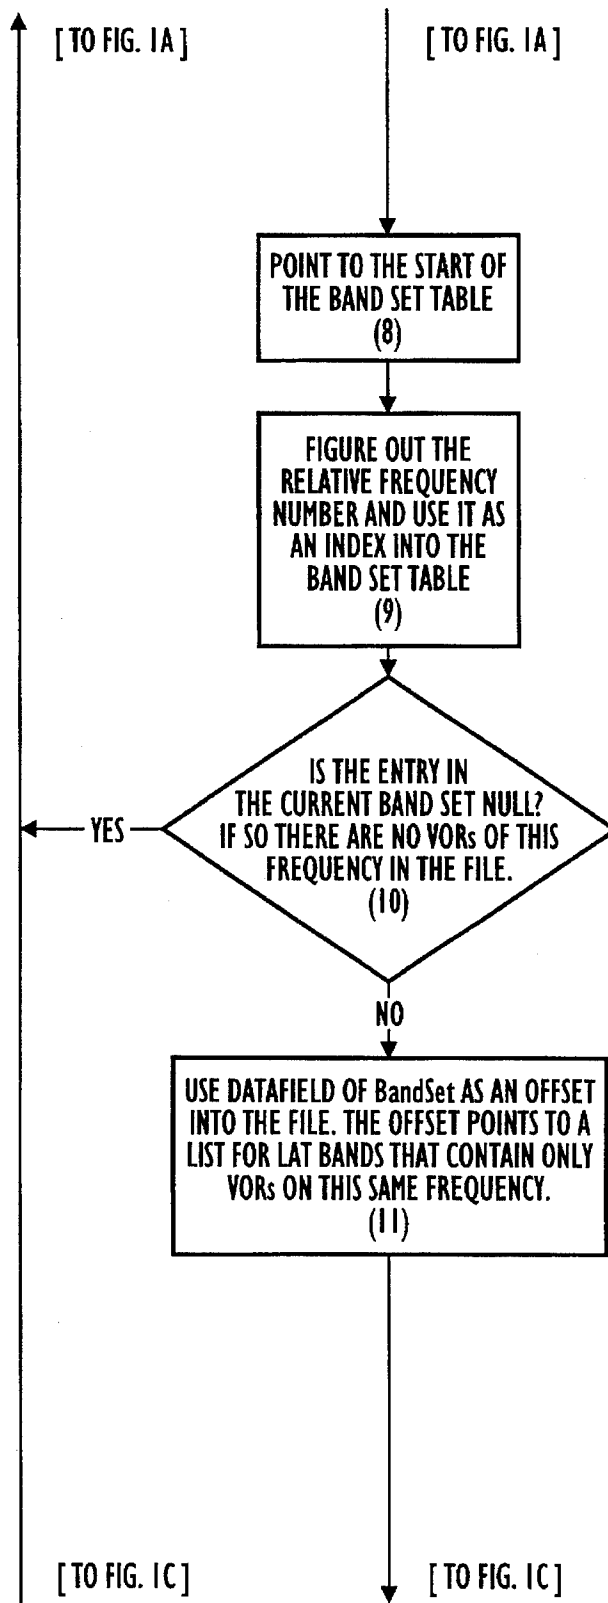 [TO FIG. 1A]
[TO FIG. 1A]
POINT TO THE START OF
THE BAND SET TABLE
(8)
FIGURE OUT THE
RELATIVE FREQUENCY
NUMBER AND USE IT AS
AN INDEX INTO THE
BAND SET TABLE
(9)
IS THE ENTRY IN
THE CURRENT BAND SET NULL?
IF SO THERE ARE NO VORs OF THIS
FREQUENCY IN THE FILE.
(10)
YES
NO
USE DATAFIELD OF BandSet AS AN OFFSET
INTO THE FILE. THE OFFSET POINTS TO A
LIST FOR LAT BANDS THAT CONTAIN ONLY
VORs ON THIS SAME FREQUENCY.
(11)
[TO FIG. 1C]
[TO FIG. 1C]